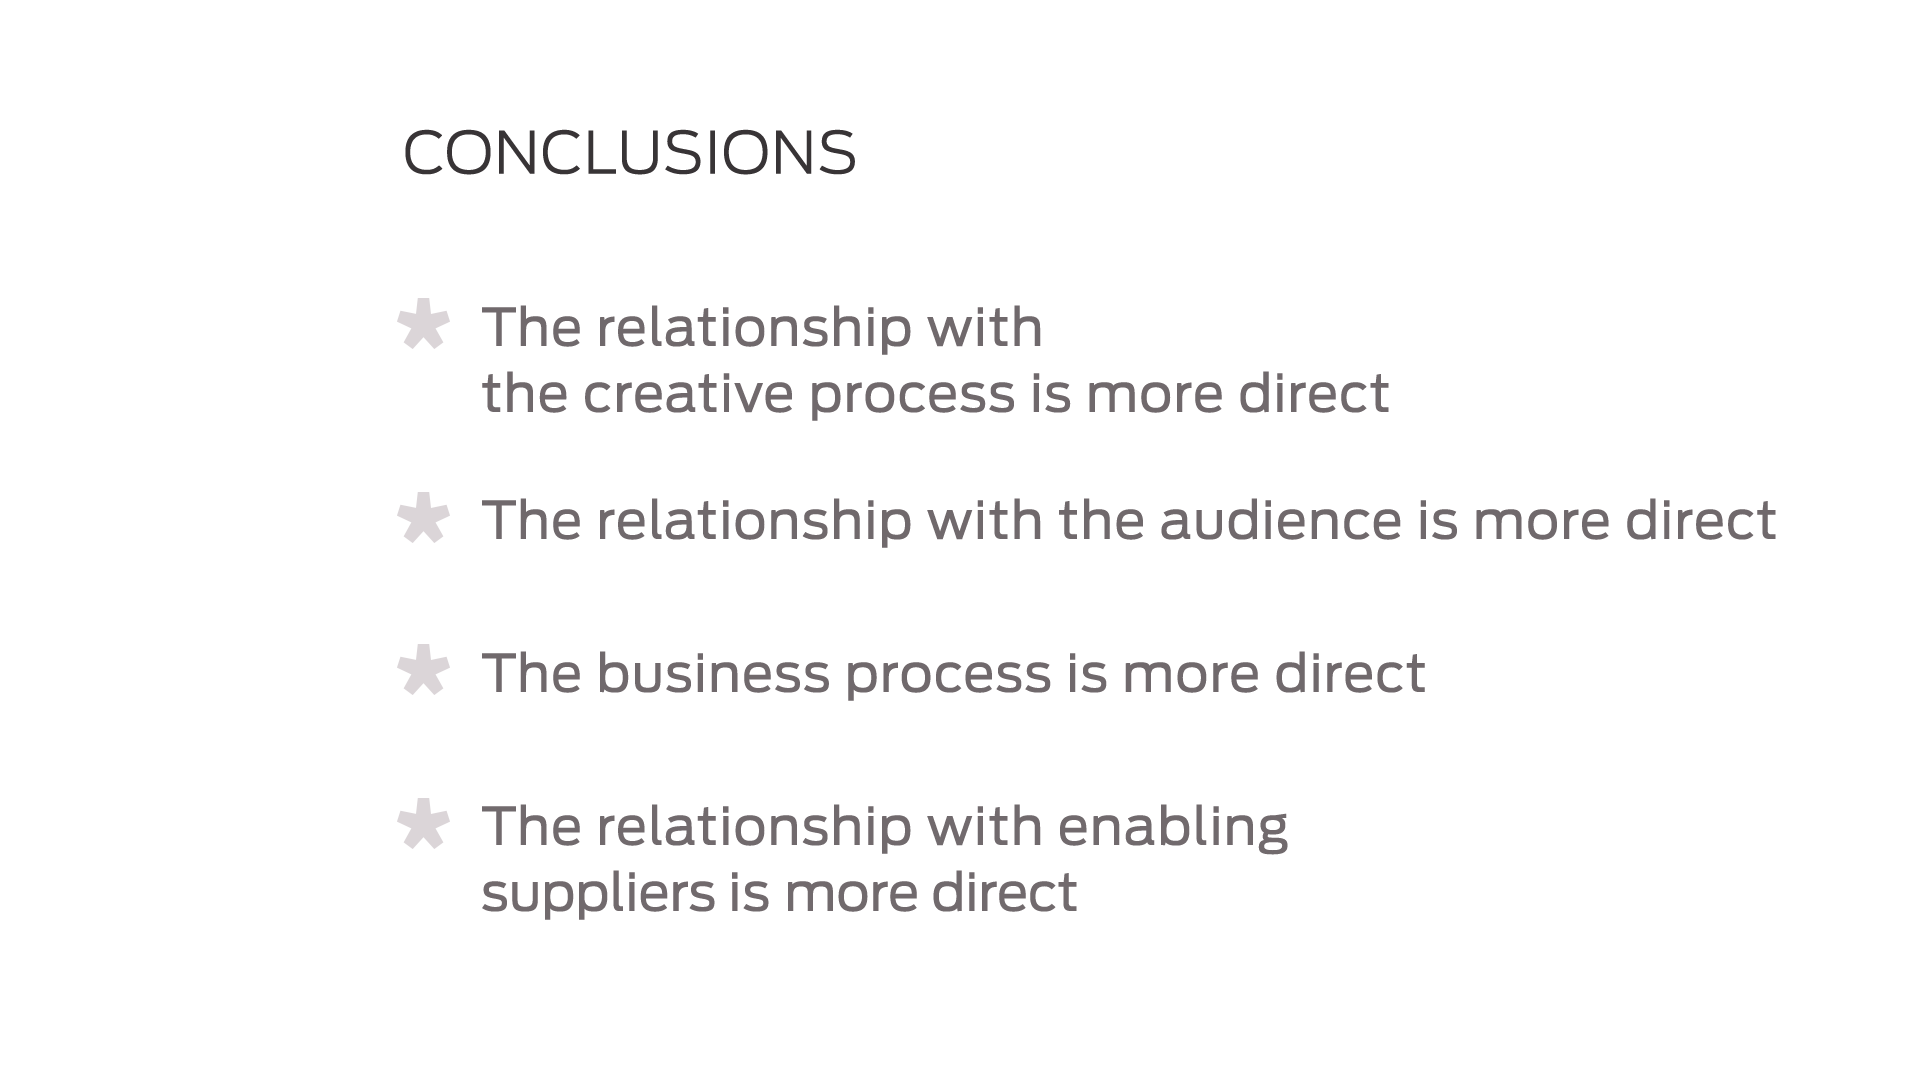 CONCLUSIONS
* The relationship with
the creative process is more direct
* The relationship with the audience is more direct
* The business process is more direct
* The relationship with enabling
suppliers is more direct